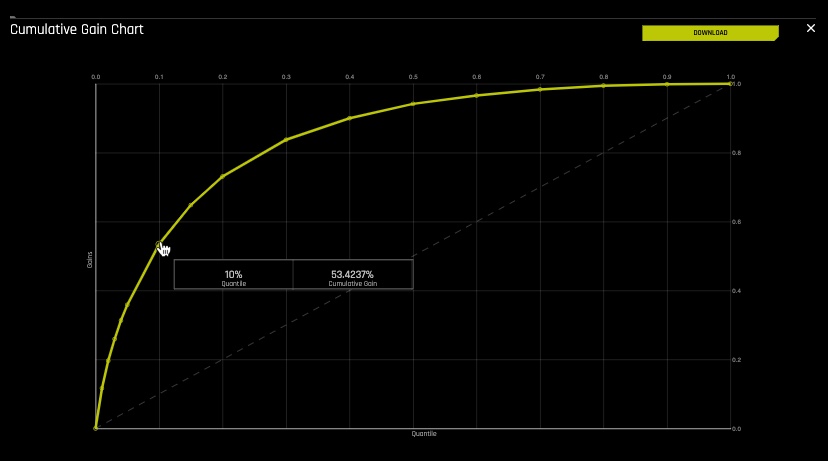 Cumulative Gain Chart
DOWNLOAD
0.0 0.1 0.2 0.3 0.4 0.5 0.6 0.7 0.8 0.9 1.0
1.0
0.8
0.6
Gains
10% 53.4237%
Quantile Cumulative Gain
0.4
0.2
0.0
Quantile